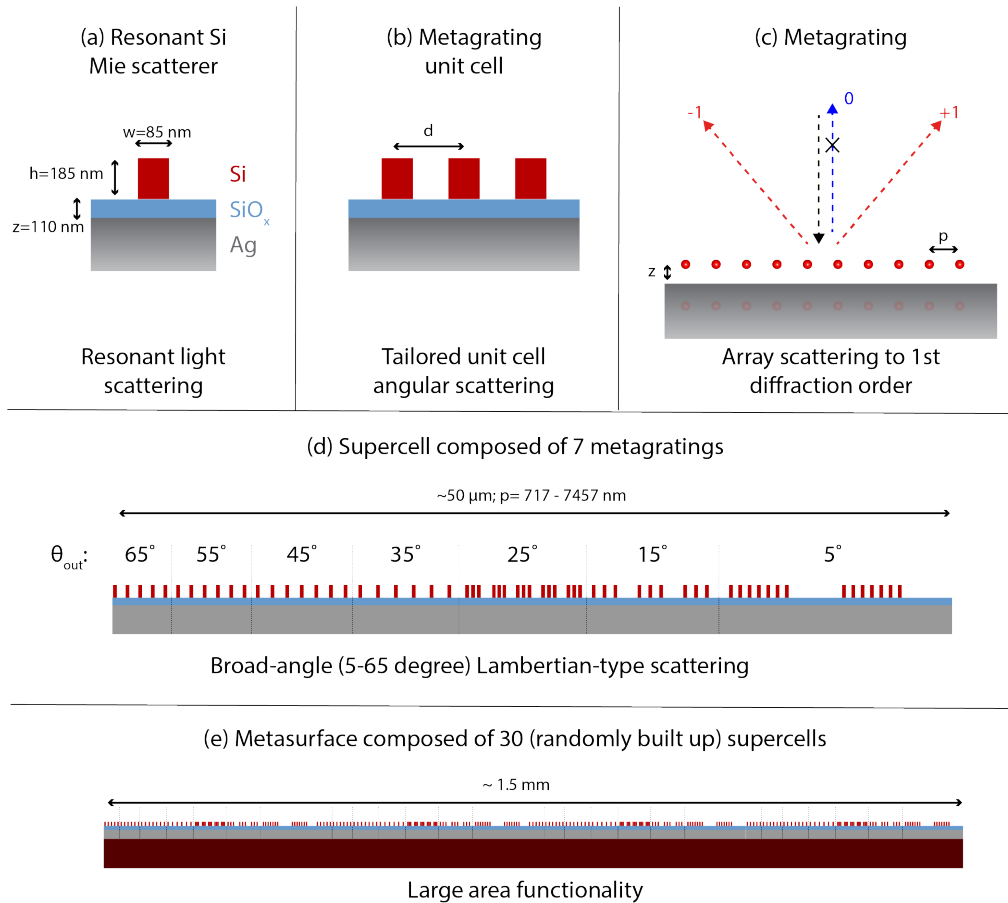 (a) Resonant Si
Mie scatterer
w=85 nm
h=185 nm
z=110 nm
Si
SiOx
Ag
Resonant light
scattering
(b) Metagrating
unit cell
d
Tailored unit cell
angular scattering
(c) Metagrating
-1
0
+1
p
z
Array scattering to 1st
diffraction order
(d) Supercell composed of 7 metagratings
~50 µm; p= 717 - 7457 nm
θout: 65° 55° 45° 35° 25° 15° 5°
Broad-angle (5-65 degree) Lambertian-type scattering
(e) Metasurface composed of 30 (randomly built up) supercells
~ 1.5 mm
Large area functionality